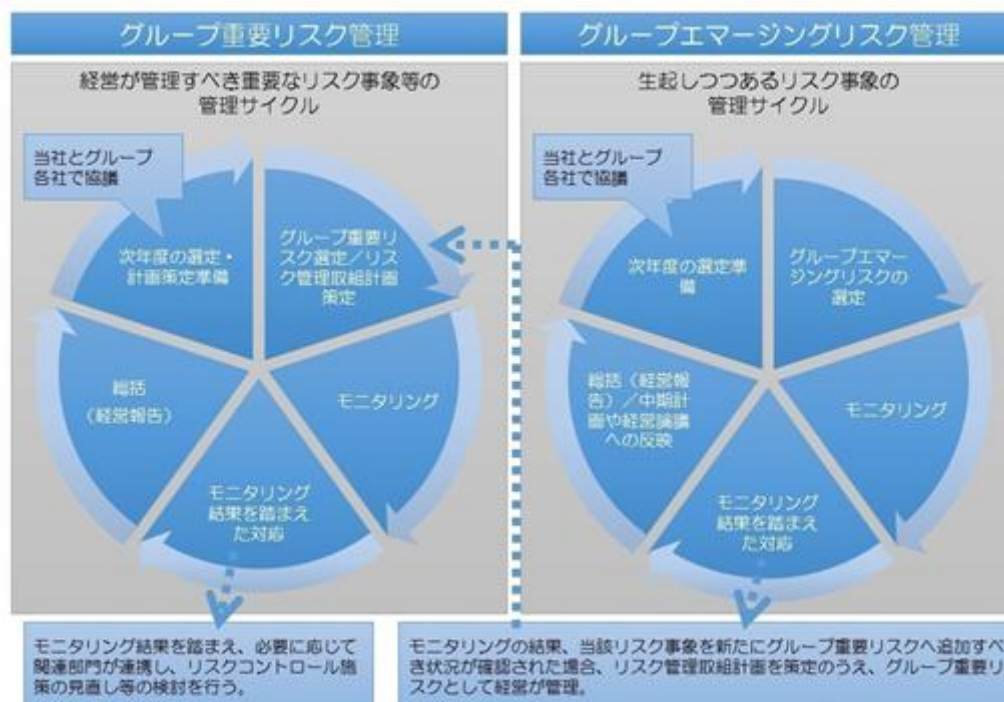 グループ重要リスク管理
経営が管理すべき重要なリスク事象等の
管理サイクル
当社とグループ
各社で協議
次年度の選定・
計画策定準備
グループ重要リ
スク選定／リス
ク管理取組計画
策定
モニタリング
モニタリング
結果を踏まえ
た対応
総括
（経営報告）
モニタリング結果を踏まえ、必要に応じて
関連部門が連携し、リスクコントロール施
策の見直し等の検討を行う。
グループエマージングリスク管理
生起しつつあるリスク事象の
管理サイクル
当社とグループ
各社で協議
次年度の選定準
備
グループエマー
ジングリスクの
選定
モニタリング
モニタリング
結果を踏まえ
た対応
総括（経営報
告）／中期計
画や経営論議
への反映
モニタリングの結果、当該リスク事象を新たにグループ重要リスクへ追加すべ
き状況が確認された場合、リスク管理取組計画を策定のうえ、グループ重要リ
スクとして経営が管理。